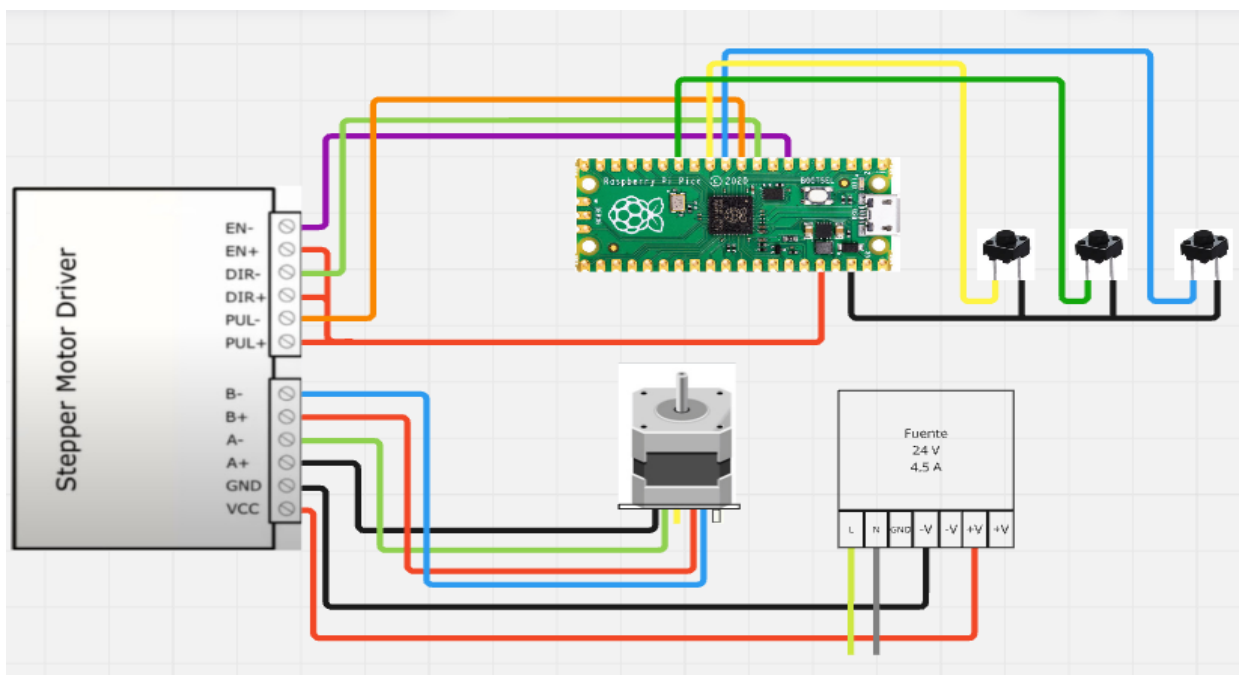 Stepper Motor Driver
EN-
EN+
DIR-
DIR+
PUL-
PUL+
B-
B+
A-
A+
GND
VCC
Raspberry Pi Pico © 2020
BOOTSEL
Fuente
24 V
4,5 A
L N GND -V -V +V +V